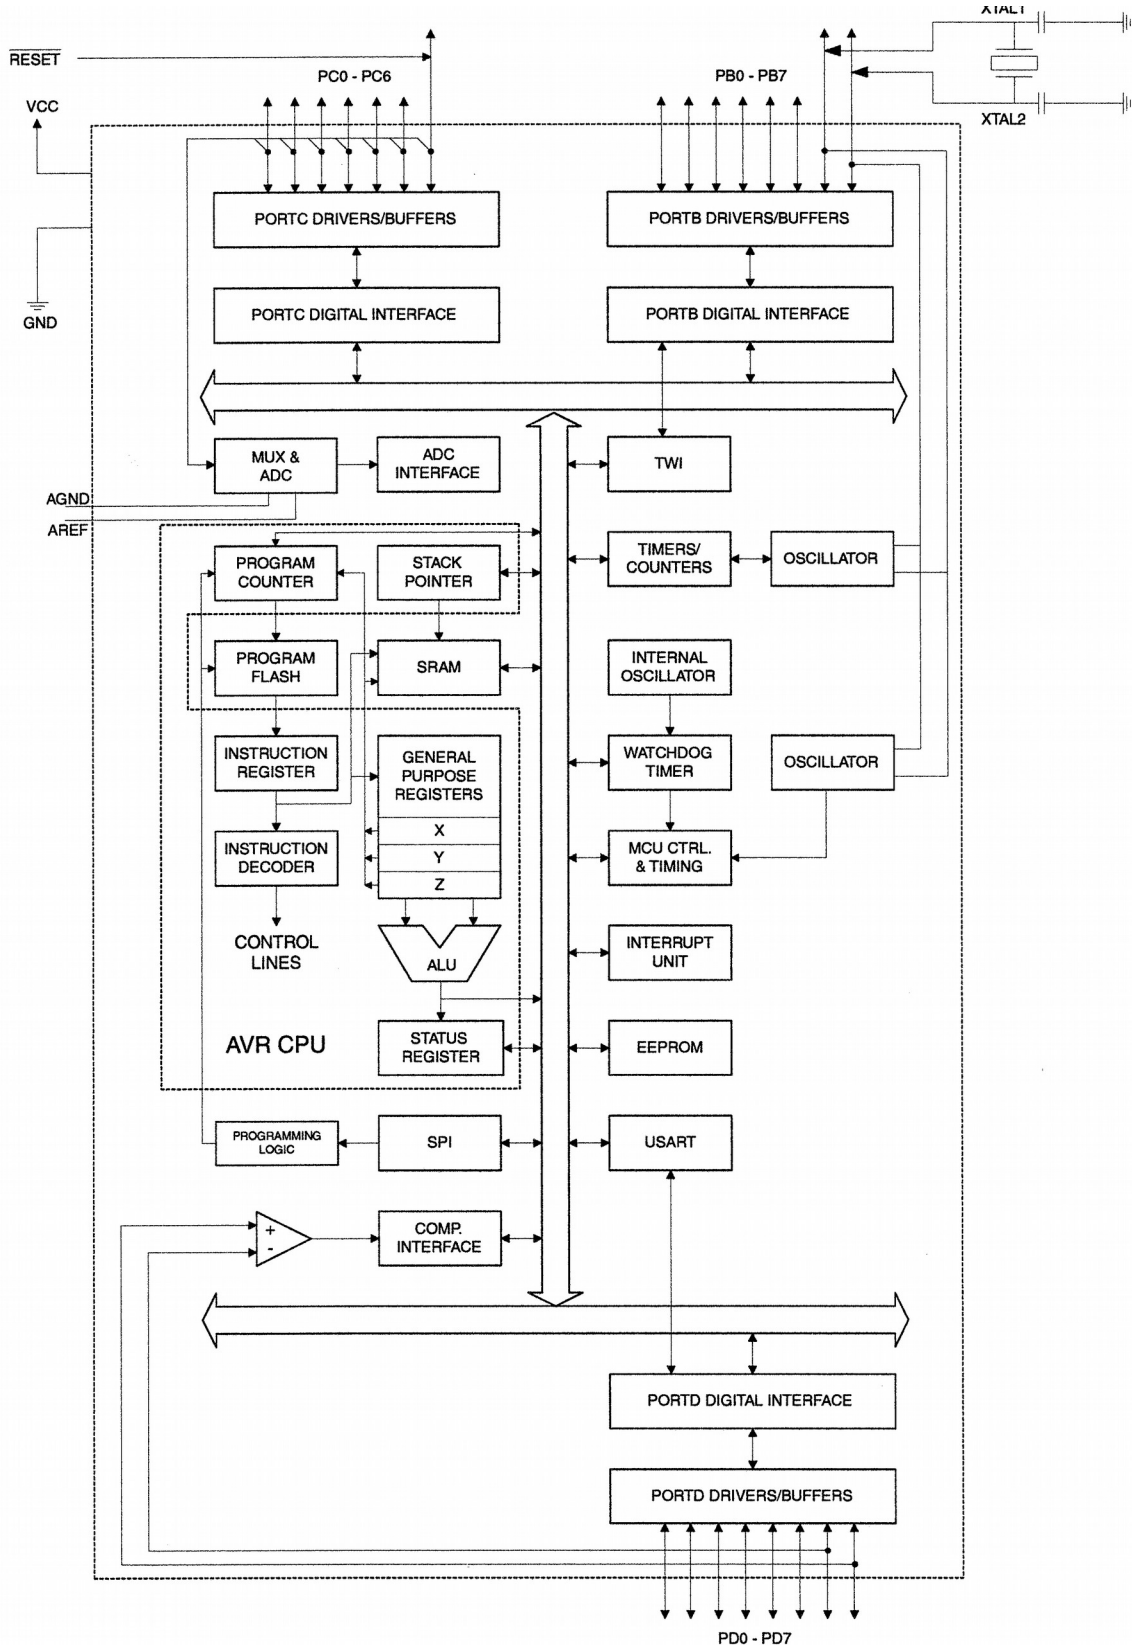 XTAL1
RESET
PC0 - PC6
PB0 - PB7
VCC
XTAL2
PORTC DRIVERS/BUFFERS
PORTB DRIVERS/BUFFERS
PORTC DIGITAL INTERFACE
PORTB DIGITAL INTERFACE
GND
MUX &
ADC
ADC
INTERFACE
TWI
AGND
AREF
PROGRAM
COUNTER
STACK
POINTER
TIMERS/
COUNTERS
OSCILLATOR
PROGRAM
FLASH
SRAM
INTERNAL
OSCILLATOR
INSTRUCTION
REGISTER
GENERAL
PURPOSE
REGISTERS
WATCHDOG
TIMER
OSCILLATOR
X
Y
Z
INSTRUCTION
DECODER
MCU CTRL.
& TIMING
CONTROL
LINES
ALU
INTERRUPT
UNIT
AVR CPU
STATUS
REGISTER
EEPROM
PROGRAMMING
LOGIC
SPI
USART
+
-
COMP.
INTERFACE
PORTD DIGITAL INTERFACE
PORTD DRIVERS/BUFFERS
PD0 - PD7